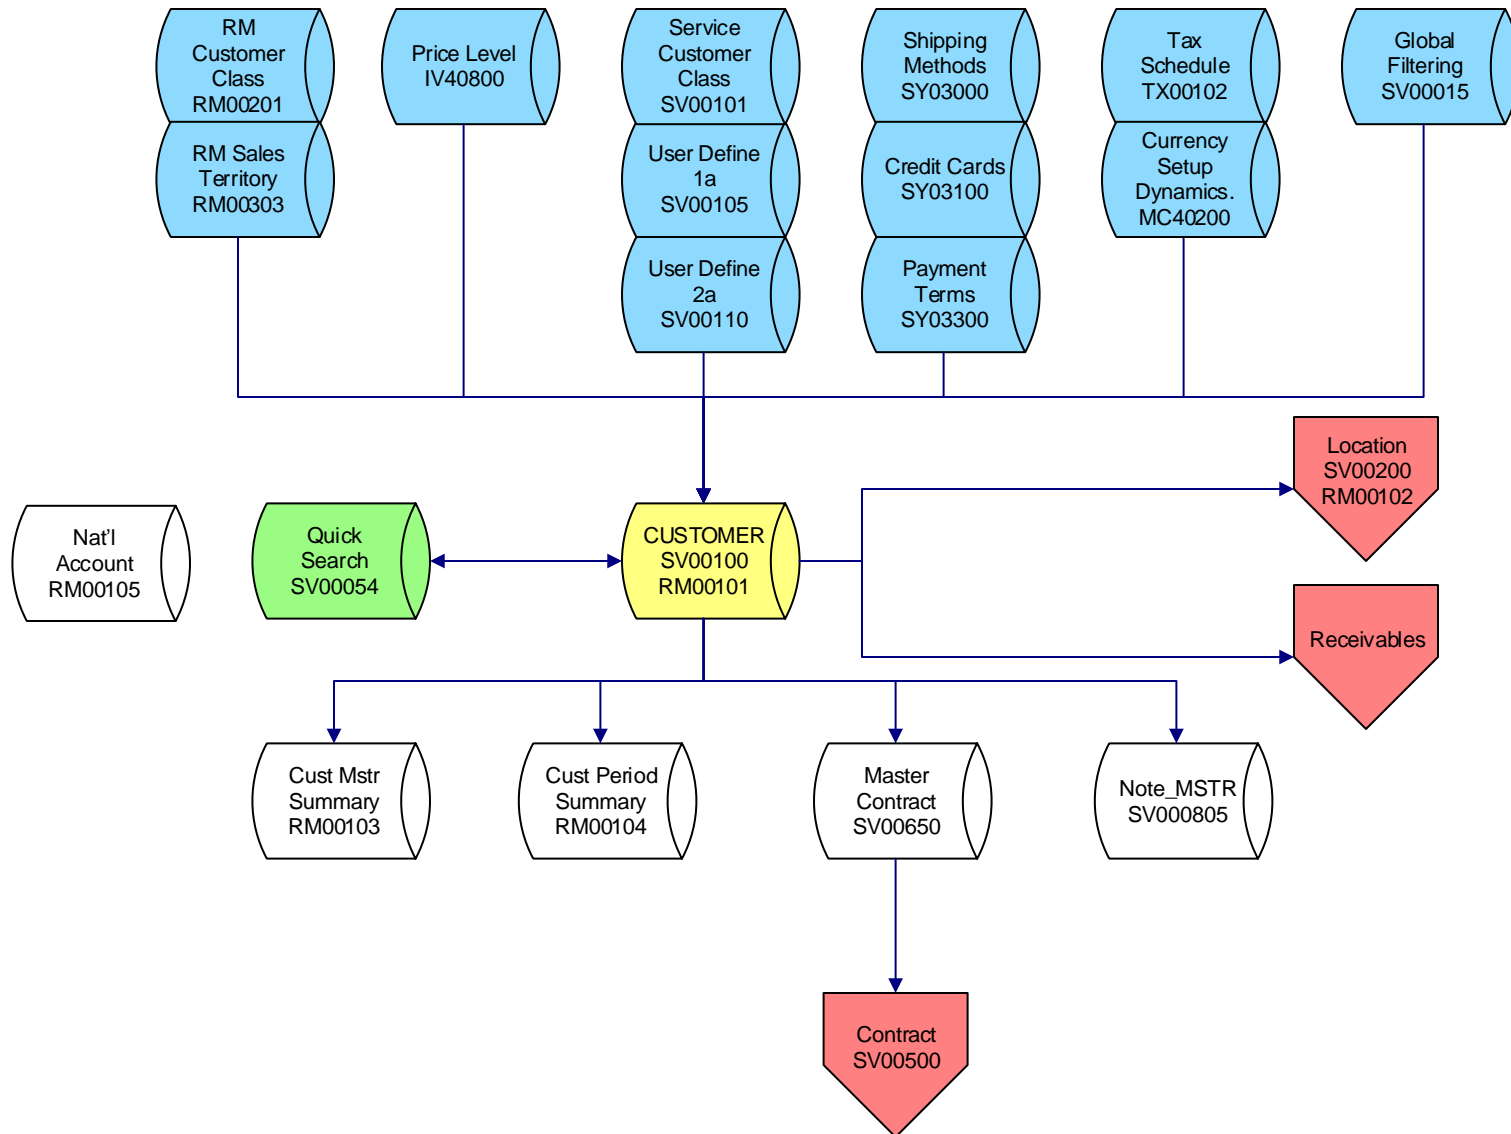 RM
Customer
Class
RM00201
RM Sales
Territory
RM00303
Price Level
IV40800
Service
Customer
Class
SV00101
User Define
1a
SV00105
User Define
2a
SV00110
Shipping
Methods
SY03000
Credit Cards
SY03100
Payment
Terms
SY03300
Tax
Schedule
TX00102
Currency
Setup
Dynamics.
MC40200
Global
Filtering
SV00015
Location
SV00200
RM00102
Nat'l
Account
RM00105
Quick
Search
SV00054
CUSTOMER
SV00100
RM00101
Receivables
Cust Mstr
Summary
RM00103
Cust Period
Summary
RM00104
Master
Contract
SV00650
Note_MSTR
SV000805
Contract
SV00500